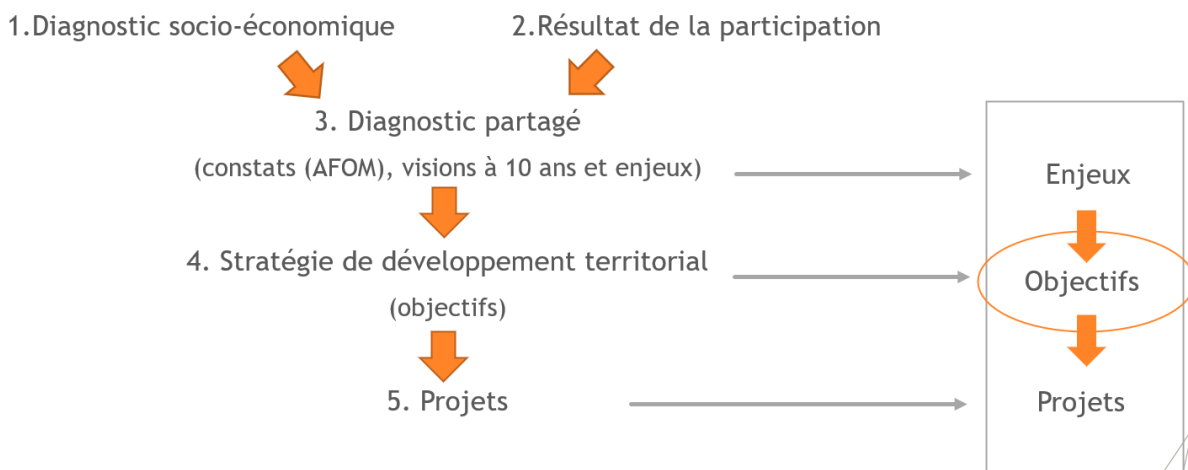 1.Diagnostic socio-économique
2.Résultat de la participation
3. Diagnostic partagé
(constats (AFOM), visions à 10 ans et enjeux)
Enjeux
4. Stratégie de développement territorial
(objectifs)
Objectifs
5. Projets
Projets